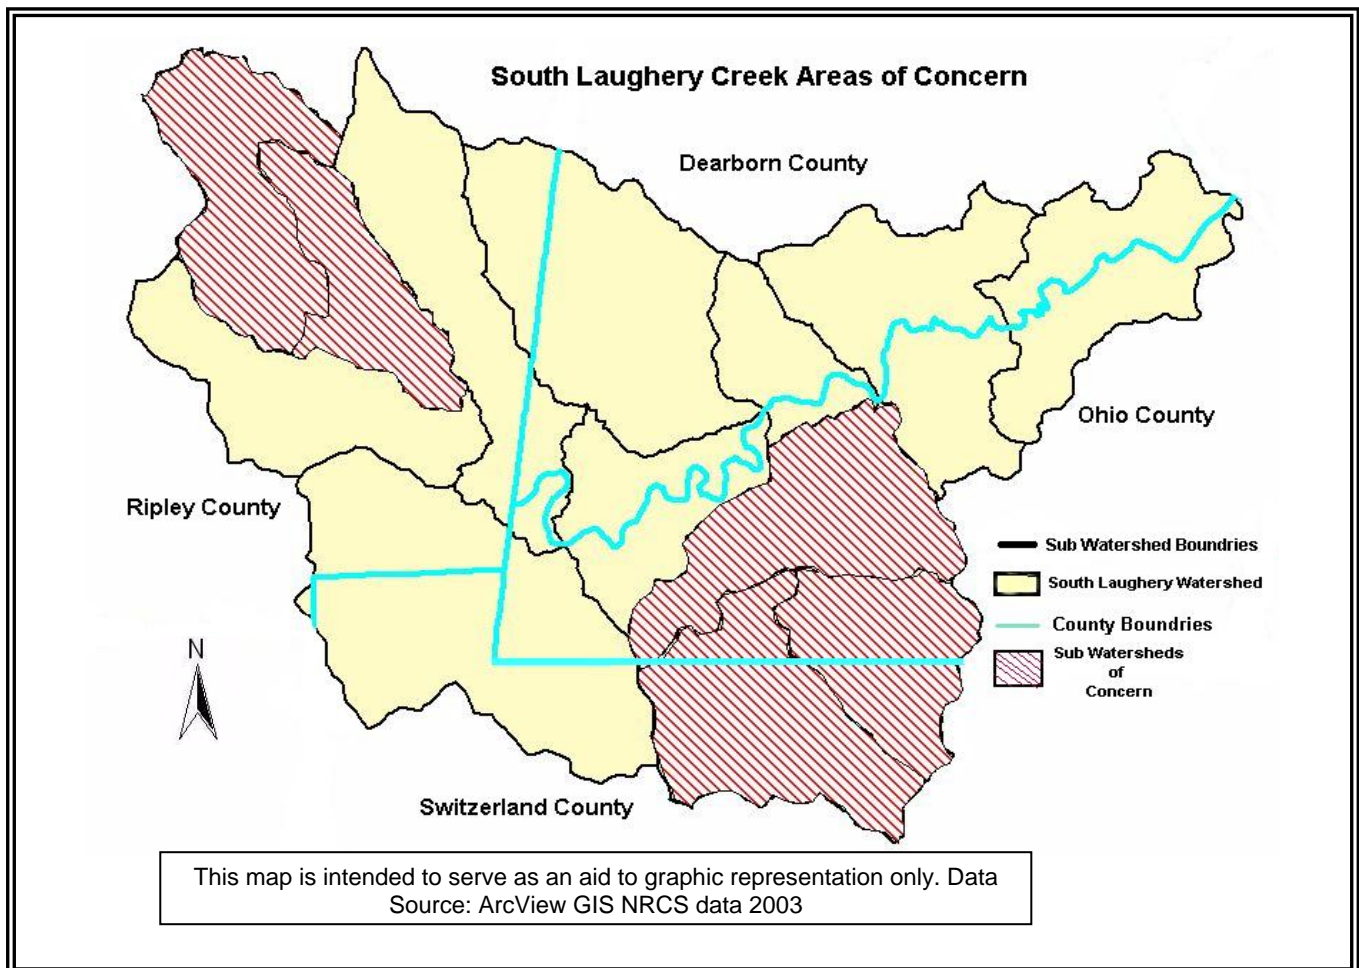 South Laughery Creek Areas of Concern
Dearborn County
Ohio County
Ripley County
Sub Watershed Boundries
South Laughery Watershed
County Boundries
Sub Watersheds
of
Concern
N
Switzerland County
This map is intended to serve as an aid to graphic representation only. Data
Source: ArcView GIS NRCS data 2003